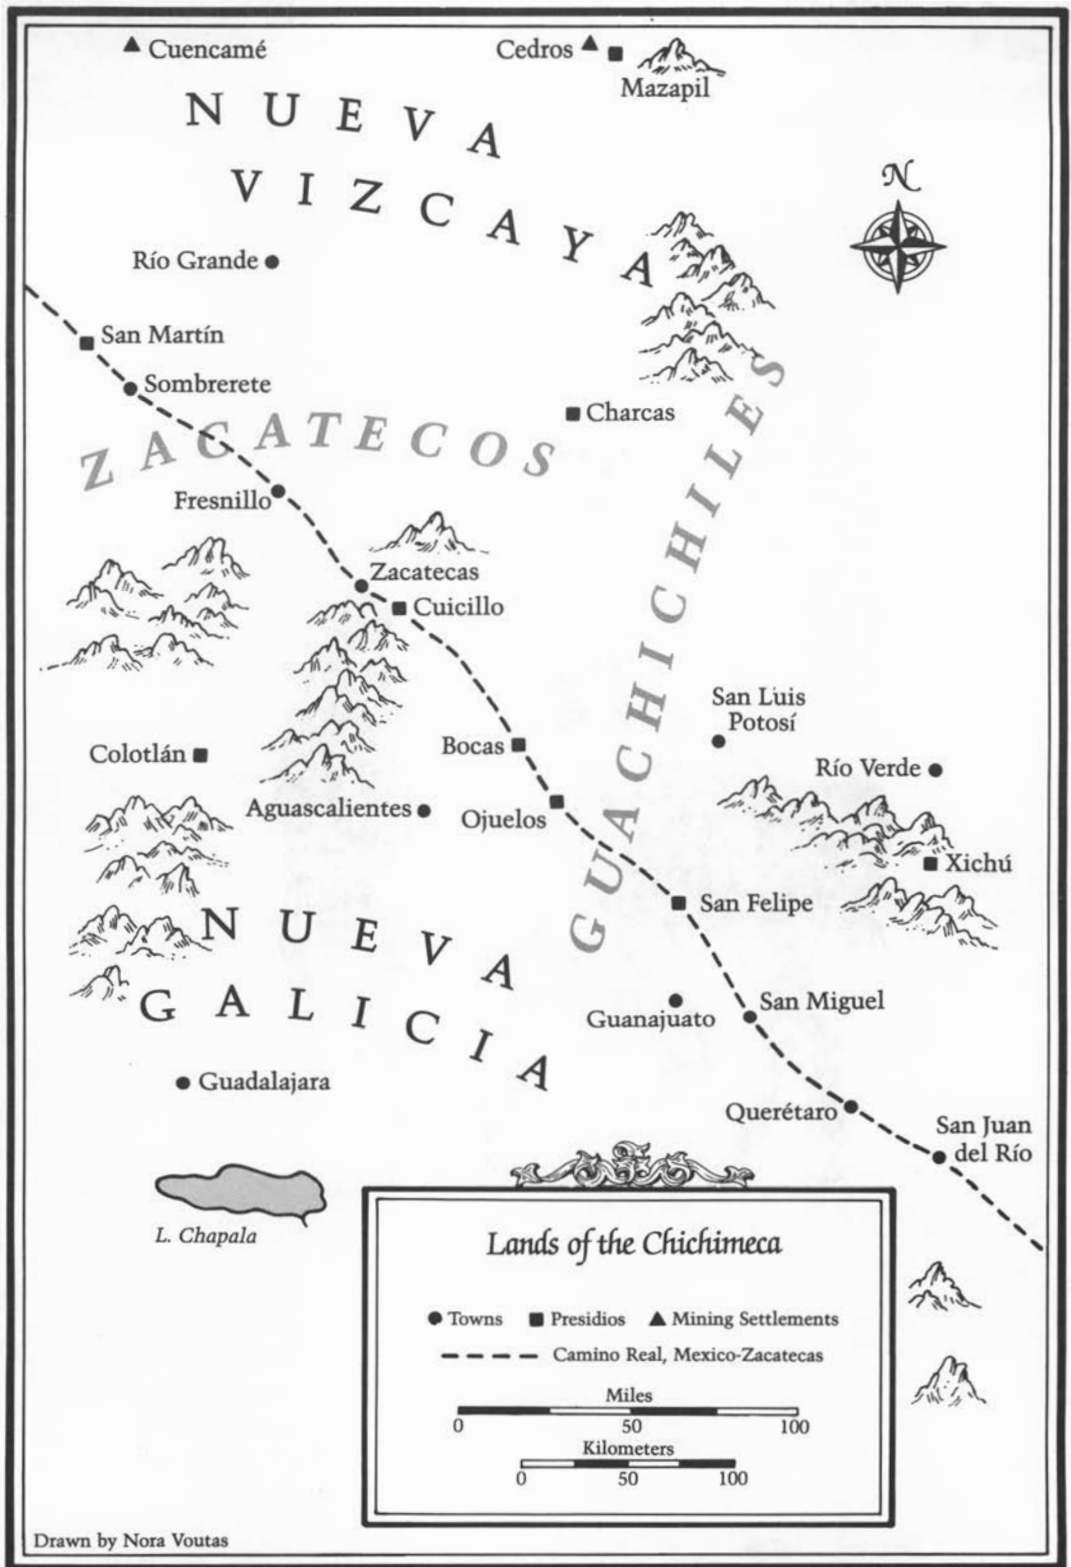 Cuencamé
Cedros
Mazapil
N
NUEVA
VIZCAYA
Río Grande
San Martín
Sombrerete
Charcas
ZACATECOS
GUACHICHILES
Fresnillo
Zacatecas
Cuicillo
San Luis
Potosí
Bocas
Colotlán
Río Verde
Aguascalientes
Ojuelos
Xichú
San Felipe
NUEVA
GALICIA
Guanajuato
San Miguel
Guadalajara
Querétaro
San Juan
del Río
L. Chapala
Lands of the Chichimeca
Towns Presidios Mining Settlements
Camino Real, Mexico-Zacatecas
Miles
0 50 100
Kilometers
0 50 100
Drawn by Nora Voutas